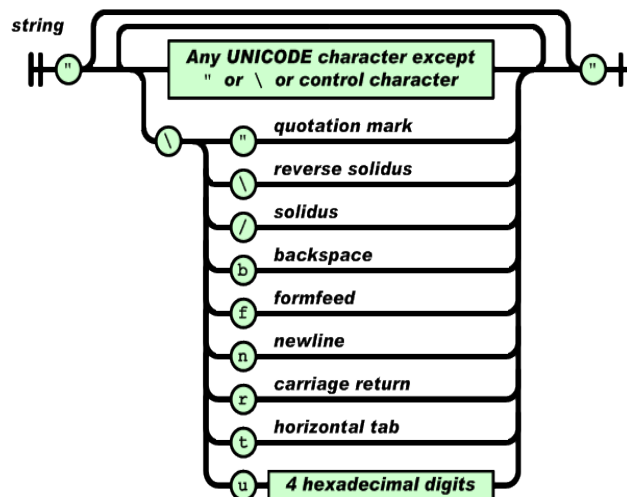 string
" Any UNICODE character except "
" or \ or control character
\ " quotation mark
\ reverse solidus
/ solidus
b backspace
f formfeed
n newline
r carriage return
t horizontal tab
u 4 hexadecimal digits